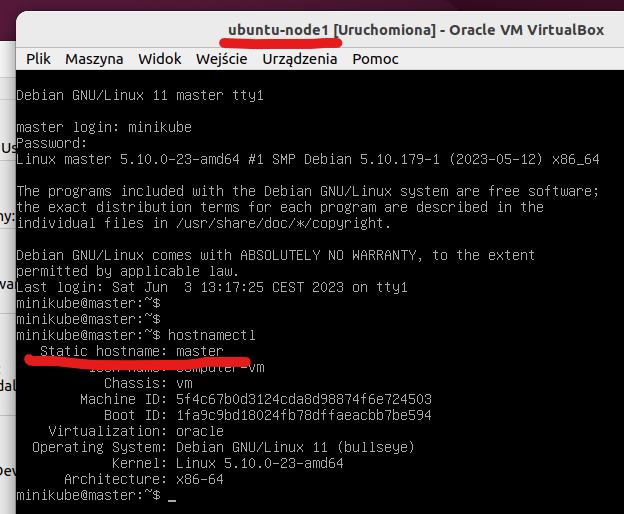 ubuntu-node1 [Uruchomiona] - Oracle VM VirtualBox
Plik Maszyna Widok Wejście Urządzenia Pomoc
Debian GNU/Linux 11 master tty1
master login: minikube
Password:
Linux master 5.10.0-23-amd64 #1 SMP Debian 5.10.179-1 (2023-05-12) x86_64
The programs included with the Debian GNU/Linux system are free software;
the exact distribution terms for each program are described in the
individual files in /usr/share/doc/*/copyright.
Debian GNU/Linux comes with ABSOLUTELY NO WARRANTY, to the extent
permitted by applicable law.
Last login: Sat Jun  3 13:17:25 CEST 2023 on tty1
minikube@master:~$
minikube@master:~$
minikube@master:~$ hostnamectl
Static hostname: master
computer-vm
Chassis: vm
Machine ID: 5f4c67b0d3124cda8d98874f6e724503
Boot ID: 1fa9c9bd18024fb78dffaeacbb7be594
Virtualization: oracle
Operating System: Debian GNU/Linux 11 (bullseye)
Kernel: Linux 5.10.0-23-amd64
Architecture: x86-64
minikube@master:~$ _